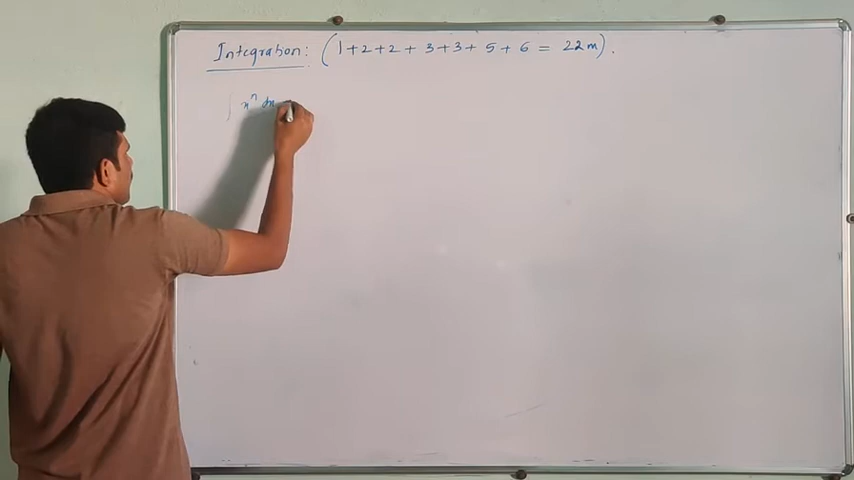 Integration: (1+2+2+3+3+5+6 = 22m).
∫ xⁿ dx =